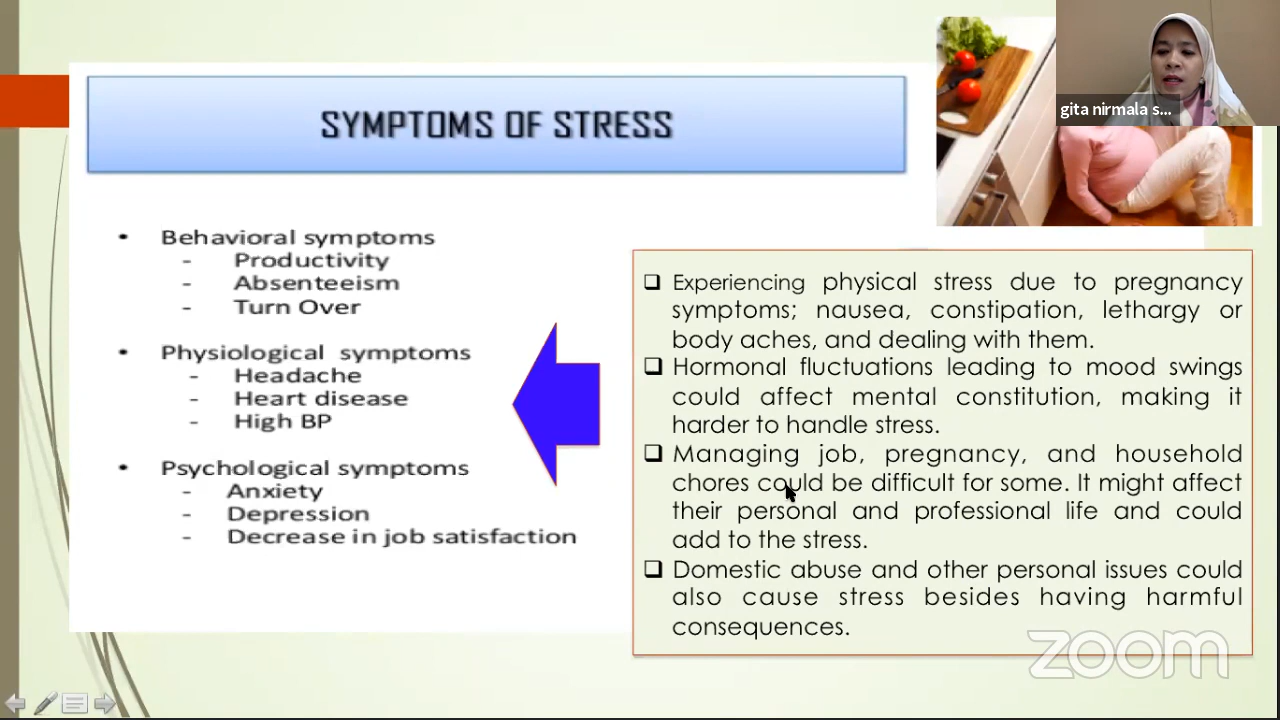 SYMPTOMS OF STRESS
gita nirmala s...
• Behavioral symptoms
- Productivity
- Absenteeism
- Turn Over
• Physiological symptoms
- Headache
- Heart disease
- High BP
• Psychological symptoms
- Anxiety
- Depression
- Decrease in job satisfaction
❑ Experiencing physical stress due to pregnancy
symptoms; nausea, constipation, lethargy or
body aches, and dealing with them.
❑ Hormonal fluctuations leading to mood swings
could affect mental constitution, making it
harder to handle stress.
❑ Managing job, pregnancy, and household
chores could be difficult for some. It might affect
their personal and professional life and could
add to the stress.
❑ Domestic abuse and other personal issues could
also cause stress besides having harmful
consequences.
zoom